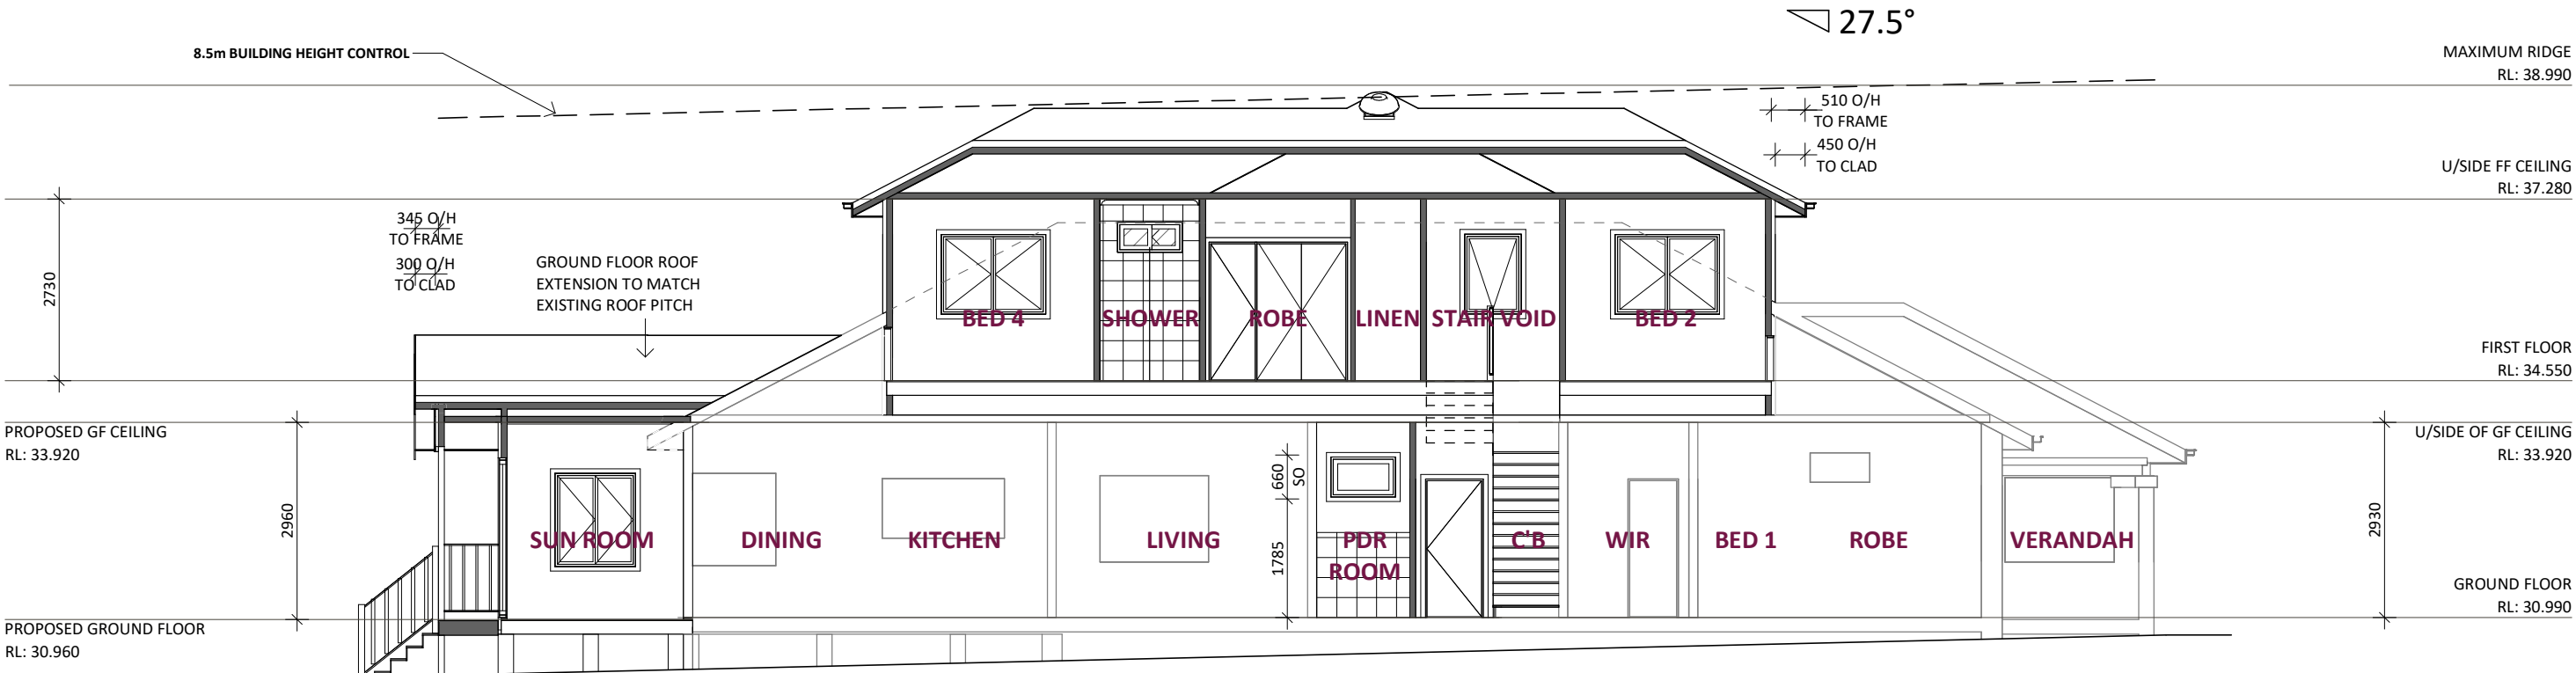 27.5°
8.5m BUILDING HEIGHT CONTROL
MAXIMUM RIDGE
RL: 38.990
510 O/H
TO FRAME
450 O/H
TO CLAD
U/SIDE FF CEILING
RL: 37.280
345 O/H
TO FRAME
300 O/H
TO CLAD
GROUND FLOOR ROOF
EXTENSION TO MATCH
EXISTING ROOF PITCH
2730
BED 4
SHOWER
ROBE
LINEN
STAIR VOID
BED 2
FIRST FLOOR
RL: 34.550
PROPOSED GF CEILING
RL: 33.920
U/SIDE OF GF CEILING
RL: 33.920
2960
660
SO
1785
2930
SUN ROOM
DINING
KITCHEN
LIVING
PDR
ROOM
C'B
WIR
BED 1
ROBE
VERANDAH
GROUND FLOOR
RL: 30.990
PROPOSED GROUND FLOOR
RL: 30.960